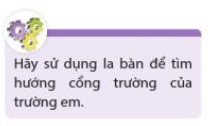 Hãy sử dụng la bàn để tìm
hướng cổng trường của
trường em.